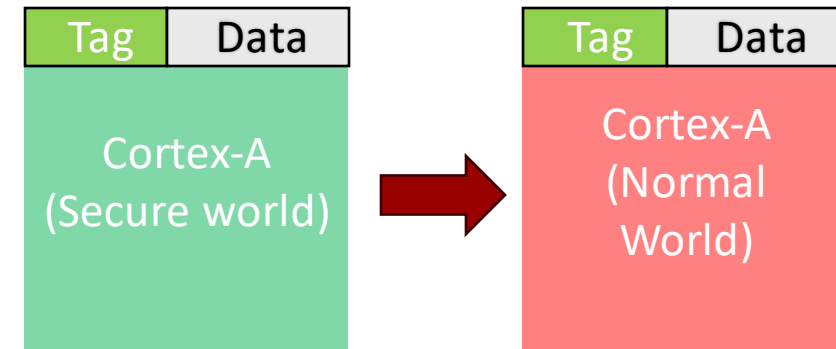 Tag Data
Cortex-A
(Secure world)
Tag Data
Cortex-A
(Normal
World)